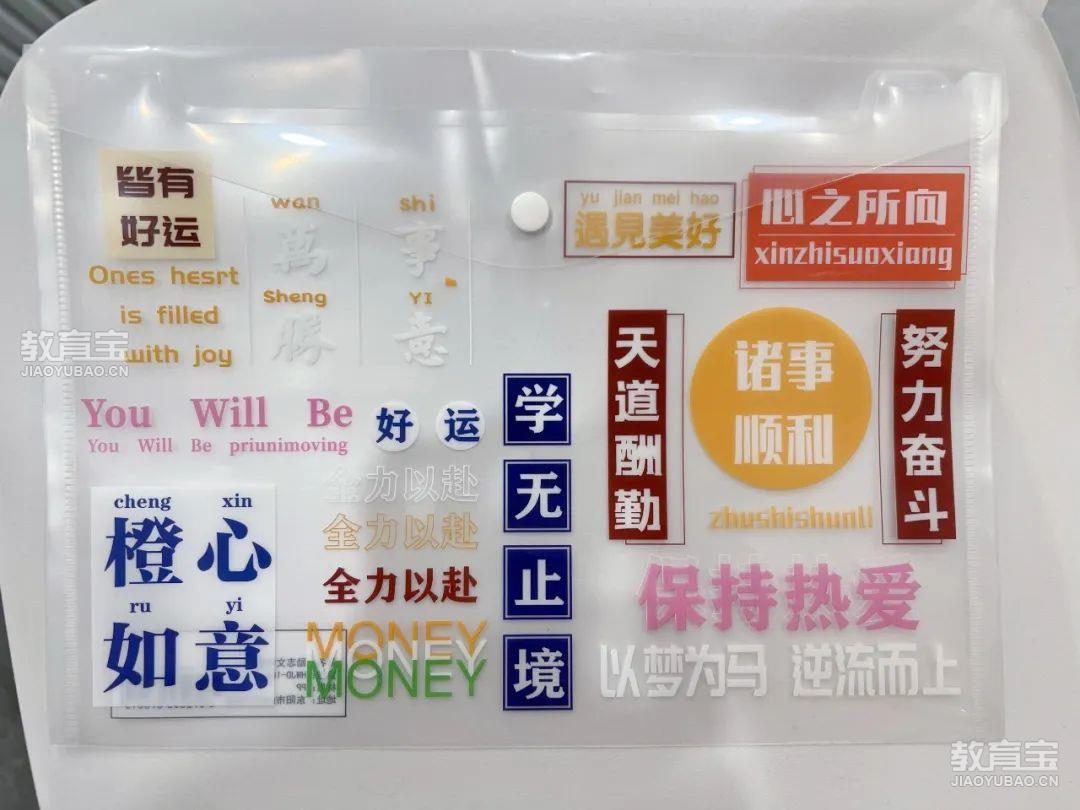 皆有
好运
Ones hesrt
is filled
with joy
wan shi
萬 事
Sheng YI
勝 意
yu jian mei hao
遇見美好
心之所向
xinzhisuoxiang
天道酬勤
诸事
顺利
zhushishunli
努力奋斗
You Will Be
You Will Be priunimoving
好运
学无止境
全力以赴
全力以赴
全力以赴
cheng xin
橙心
ru yi
如意
MONEY
MONEY
保持热爱
以梦为马 逆流而上
教育宝
JIAOYUBAO.CN
教育宝
JIAOYUBAO.CN